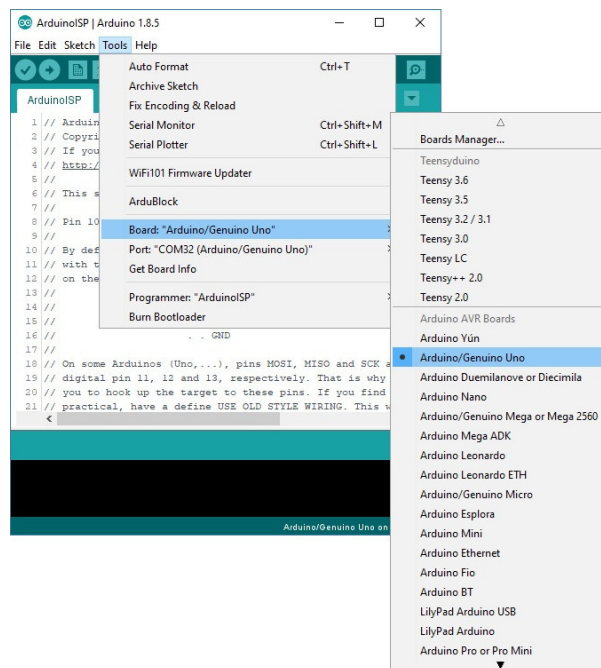 ArduinoISP | Arduino 1.8.5
File Edit Sketch Tools Help
ArduinoISP
Auto Format Ctrl+T
Archive Sketch
Fix Encoding & Reload
Serial Monitor Ctrl+Shift+M
Serial Plotter Ctrl+Shift+L
WiFi101 Firmware Updater
ArduBlock
Board: "Arduino/Genuino Uno"
Port: "COM32 (Arduino/Genuino Uno)"
Get Board Info
Programmer: "ArduinoISP"
Burn Bootloader
1 // Arduin
2 // Copyri
3 // If you
4 // http:/
5 //
6 // This s
7 //
8 // Pin 10
9 //
10 // By def
11 // with t
12 // on the
13 //
14 //
15 //
16 // . . GND
17 //
18 // On some Arduinos (Uno,...), pins MOSI, MISO and SCK a
19 // digital pin 11, 12 and 13, respectively. That is why
20 // you to hook up the target to these pins. If you find
21 // practical, have a define USE OLD STYLE WIRING. This w
Arduino/Genuino Uno on
Boards Manager...
Teensyduino
Teensy 3.6
Teensy 3.5
Teensy 3.2 / 3.1
Teensy 3.0
Teensy LC
Teensy++ 2.0
Teensy 2.0
Arduino AVR Boards
Arduino Yún
Arduino/Genuino Uno
Arduino Duemilanove or Diecimila
Arduino Nano
Arduino/Genuino Mega or Mega 2560
Arduino Mega ADK
Arduino Leonardo
Arduino Leonardo ETH
Arduino/Genuino Micro
Arduino Esplora
Arduino Mini
Arduino Ethernet
Arduino Fio
Arduino BT
LilyPad Arduino USB
LilyPad Arduino
Arduino Pro or Pro Mini